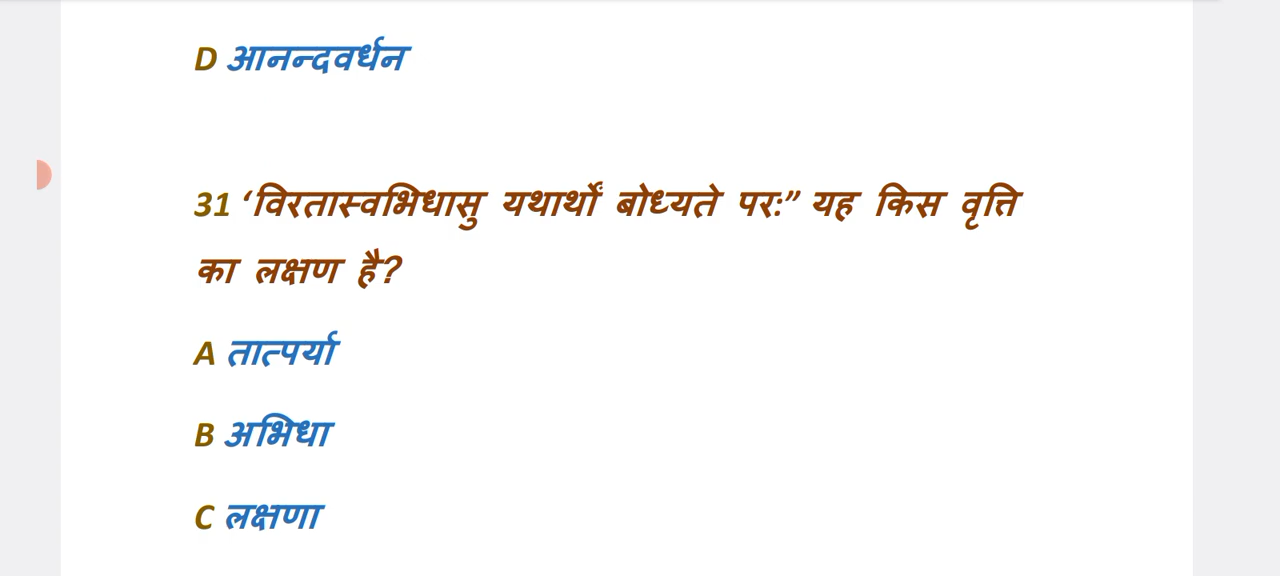 D आनन्दवर्धन
31 ‘विरतास्वभिधासु यथार्थों बोध्यते परः” यह किस वृत्ति
का लक्षण है?
A तात्पर्या
B अभिधा
C लक्षणा